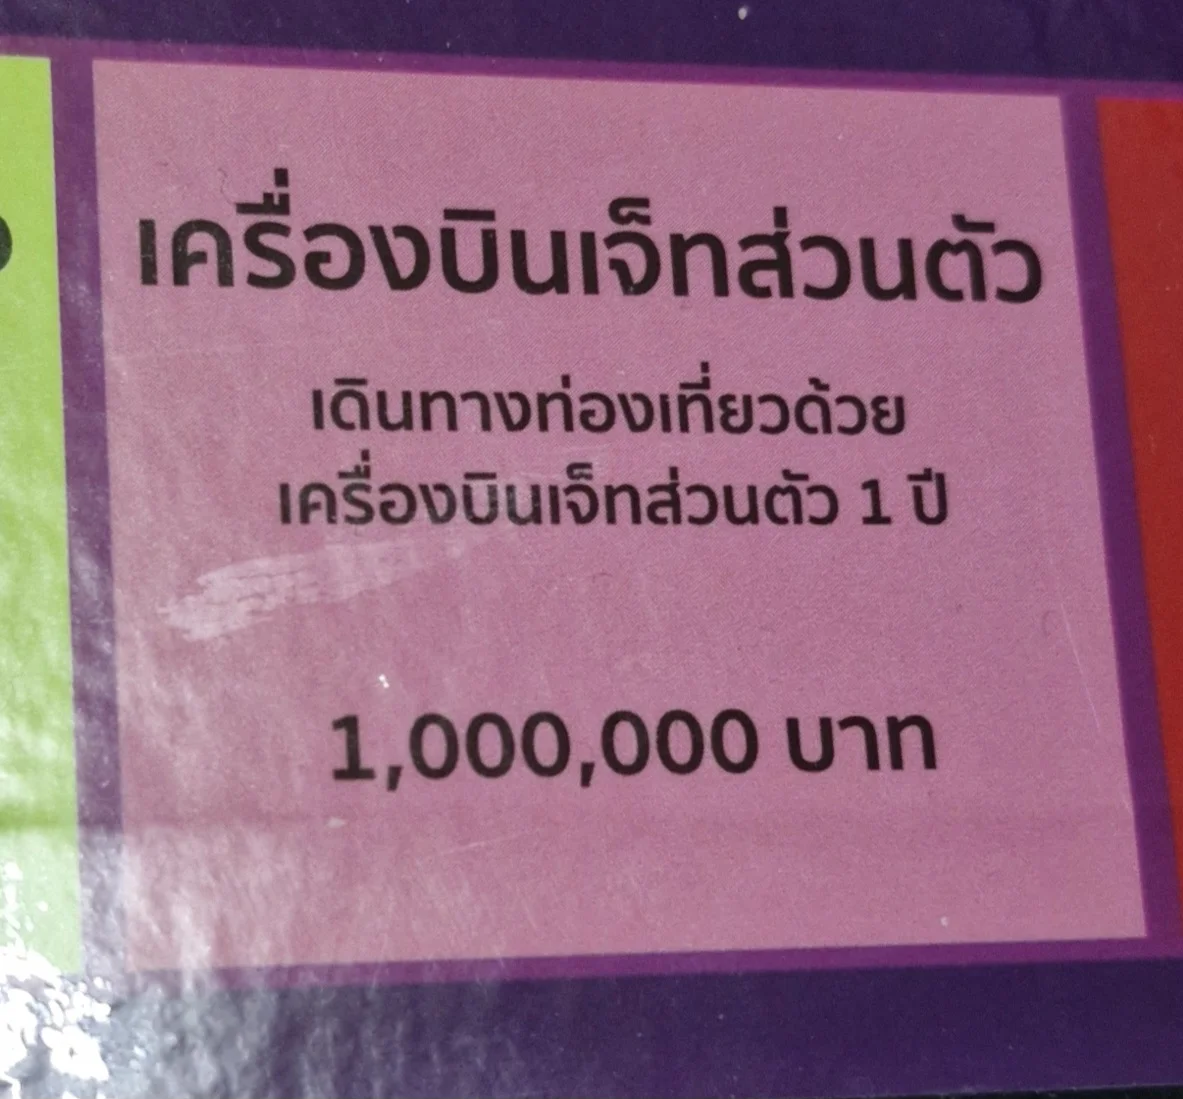 เครื่องบินเจ็ทส่วนตัว
เดินทางท่องเที่ยวด้วย
เครื่องบินเจ็ทส่วนตัว 1 ปี
1,000,000 บาท